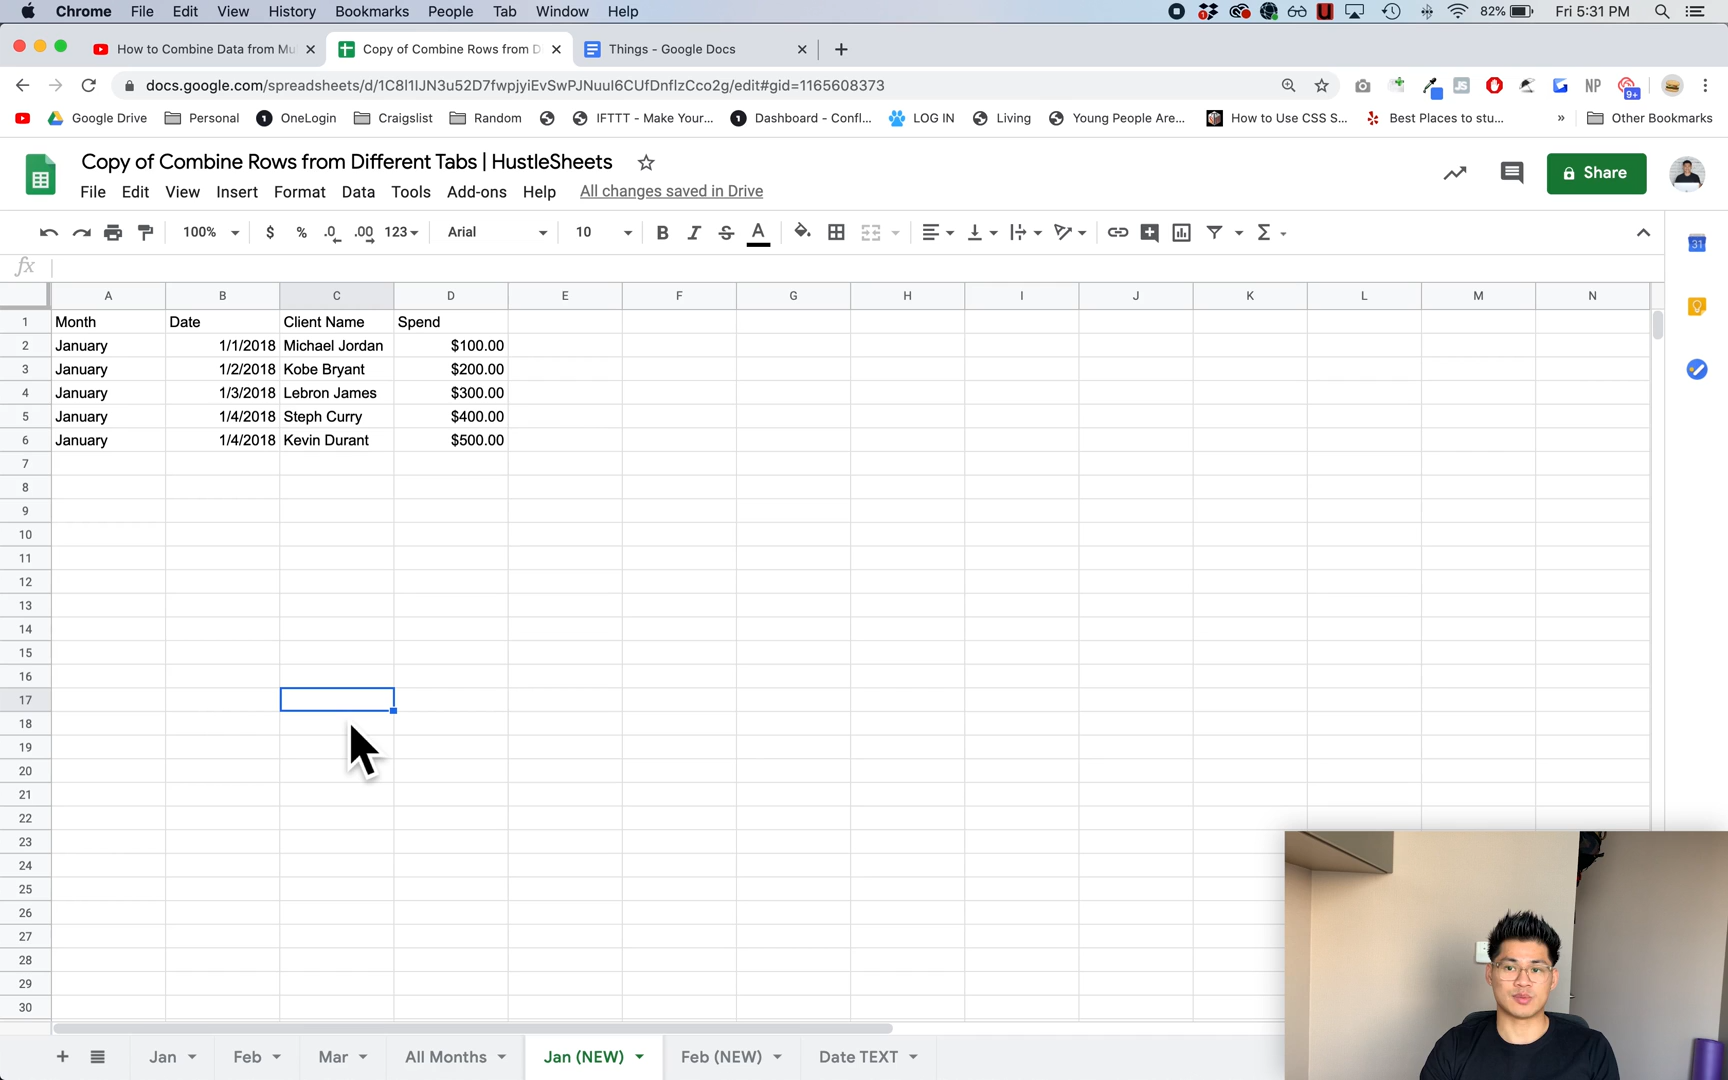 Chrome File Edit View History Bookmarks People Tab Window Help 82% Fri 5:31 PM
How to Combine Data from Mu
Copy of Combine Rows from D
Things - Google Docs
docs.google.com/spreadsheets/d/1C8l1IJN3u52D7fwpjyiEvSwPJNuul6CUfDnfIzCco2g/edit#gid=1165608373
JS NP 9+
Google Drive Personal OneLogin Craigslist Random IFTTT - Make Your... Dashboard - Confl... LOG IN Living Young People Are... How to Use CSS S... Best Places to stu... » Other Bookmarks
Copy of Combine Rows from Different Tabs | HustleSheets
File Edit View Insert Format Data Tools Add-ons Help All changes saved in Drive
Share
100% $ % .0 .00 123 Arial 10 B I S A Σ
31
fx
A B C D E F G H I J K L M N
1 Month Date Client Name Spend
2 January 1/1/2018 Michael Jordan $100.00
3 January 1/2/2018 Kobe Bryant $200.00
4 January 1/3/2018 Lebron James $300.00
5 January 1/4/2018 Steph Curry $400.00
6 January 1/4/2018 Kevin Durant $500.00
7
8
9
10
11
12
13
14
15
16
17
18
19
20
21
22
23
24
25
26
27
28
29
30
+ Jan Feb Mar All Months Jan (NEW) Feb (NEW) Date TEXT